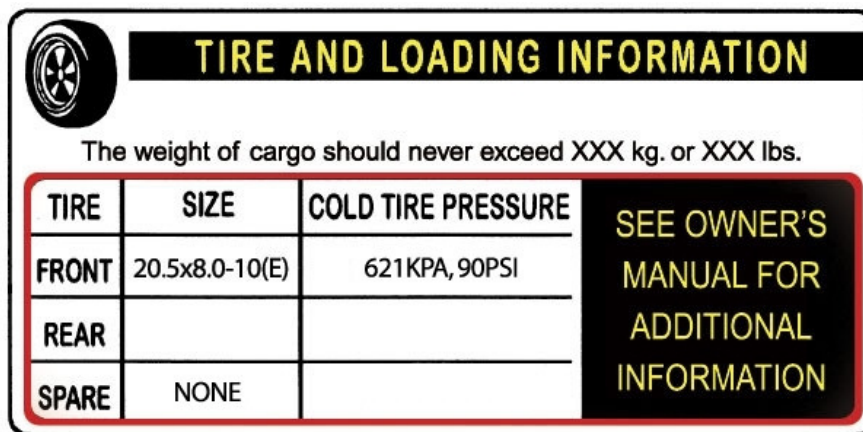 TIRE AND LOADING INFORMATION
The weight of cargo should never exceed XXX kg. or XXX lbs.
TIRE SIZE COLD TIRE PRESSURE
FRONT 20.5x8.0-10(E) 621KPA, 90PSI
REAR
SPARE NONE
SEE OWNER'S
MANUAL FOR
ADDITIONAL
INFORMATION